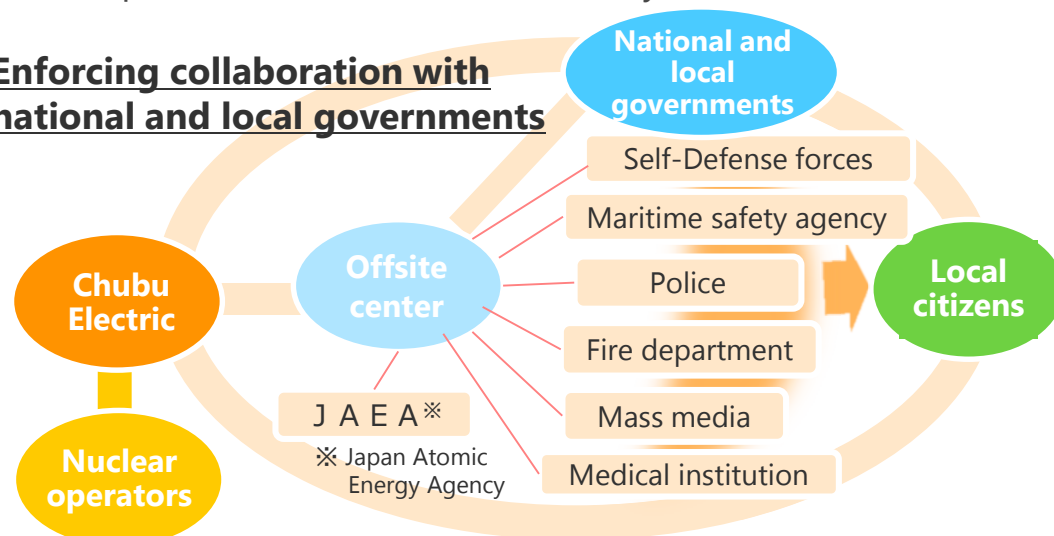 Enforcing collaboration with
national and local governments
National and
local
governments
Self-Defense forces
Maritime safety agency
Police
Fire department
Mass media
Medical institution
Offsite
center
Chubu
Electric
Local
citizens
ＪＡＥＡ※
※ Japan Atomic
Energy Agency
Nuclear
operators